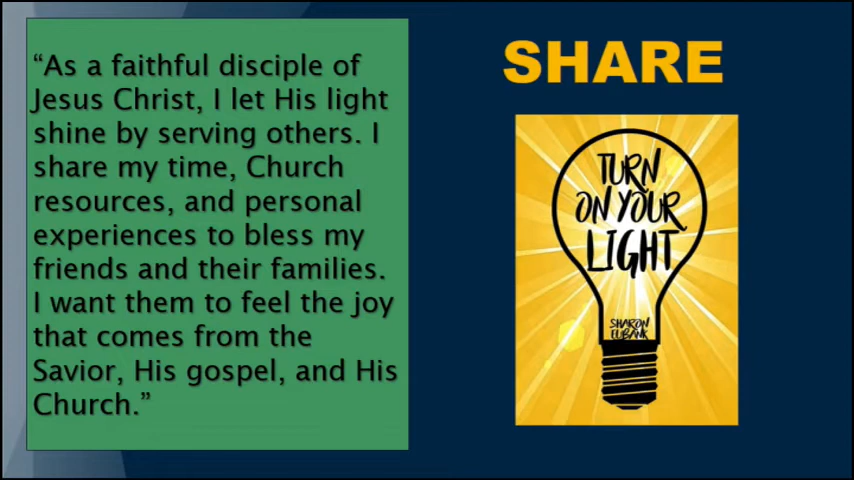 “As a faithful disciple of
Jesus Christ, I let His light
shine by serving others. I
share my time, Church
resources, and personal
experiences to bless my
friends and their families.
I want them to feel the joy
that comes from the
Savior, His gospel, and His
Church.”
SHARE
TURN
ON YOUR
LIGHT
SHARON
EUBANK